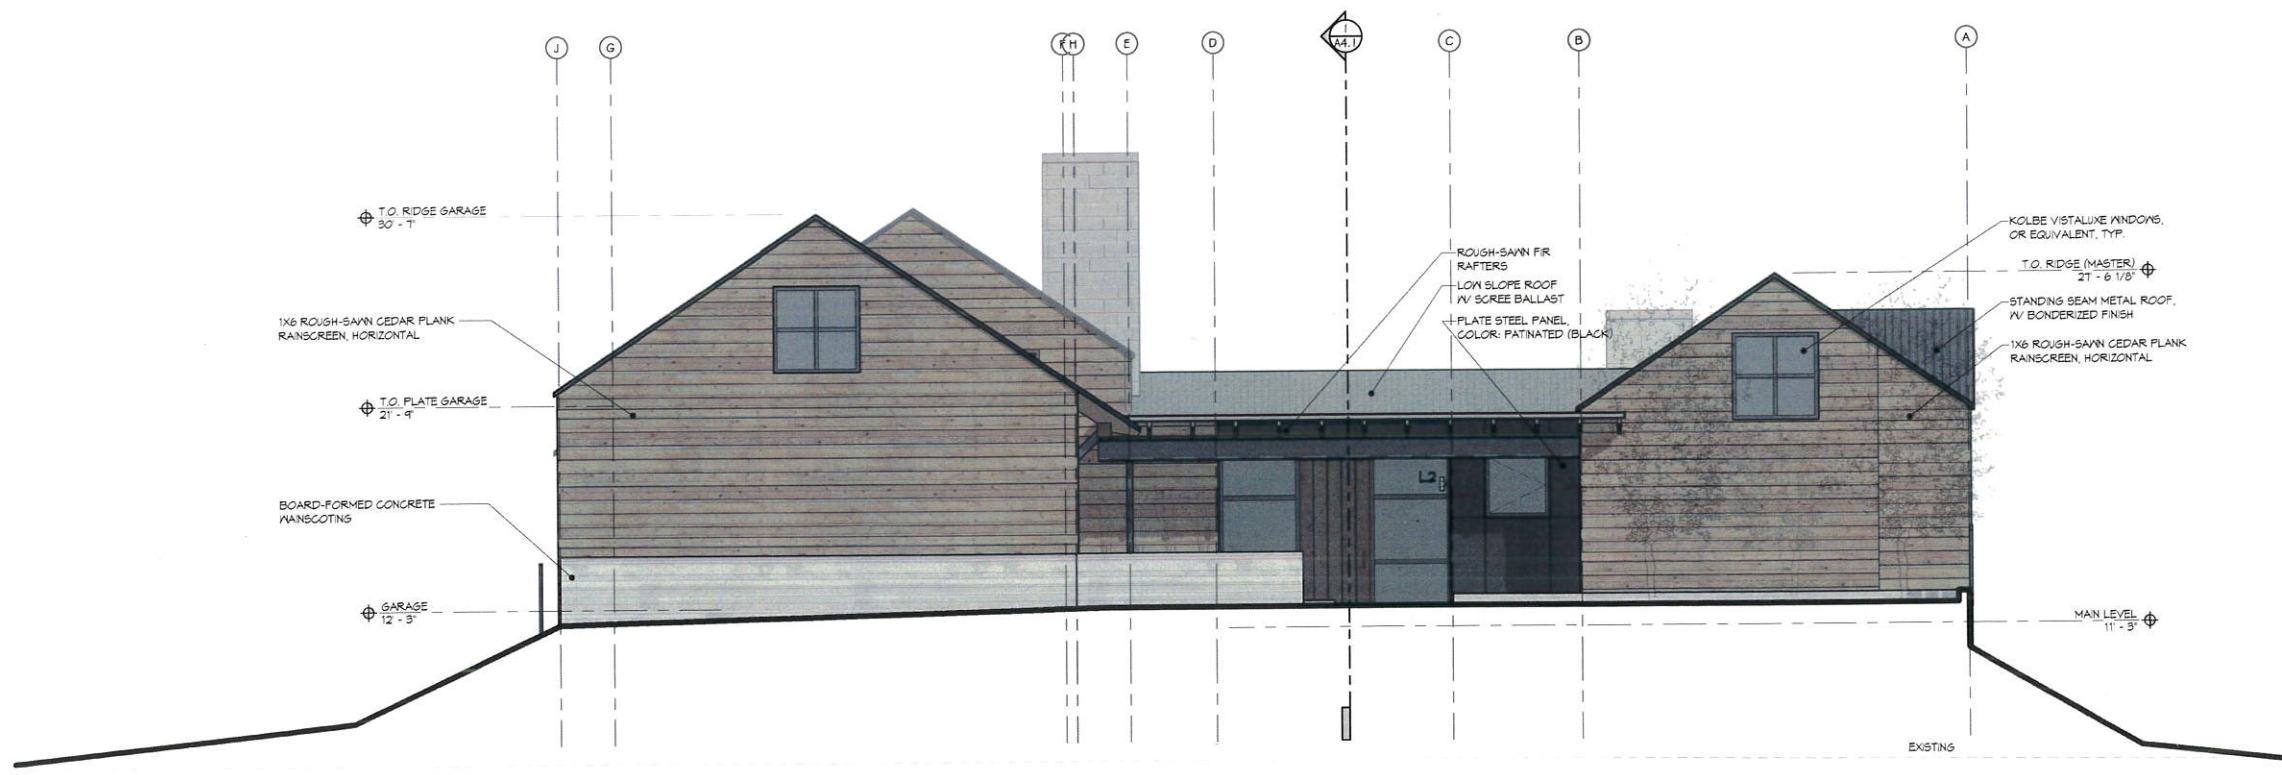 J
G
F
H
E
D
1
A4.1
C
B
A
T.O. RIDGE GARAGE
30' - 7"
1X6 ROUGH-SAWN CEDAR PLANK
RAINSCREEN, HORIZONTAL
T.O. PLATE GARAGE
21' - 9"
BOARD-FORMED CONCRETE
WAINSCOTING
GARAGE
12' - 3"
ROUGH-SAWN FIR
RAFTERS
LOW SLOPE ROOF
W/ SCREE BALLAST
PLATE STEEL PANEL,
COLOR: PATINATED (BLACK)
L2
KOLBE VISTALUXE WINDOWS,
OR EQUIVALENT, TYP.
T.O. RIDGE (MASTER)
27' - 6 1/8"
STANDING SEAM METAL ROOF,
W/ BONDERIZED FINISH
1X6 ROUGH-SAWN CEDAR PLANK
RAINSCREEN, HORIZONTAL
MAIN LEVEL
11' - 3"
EXISTING